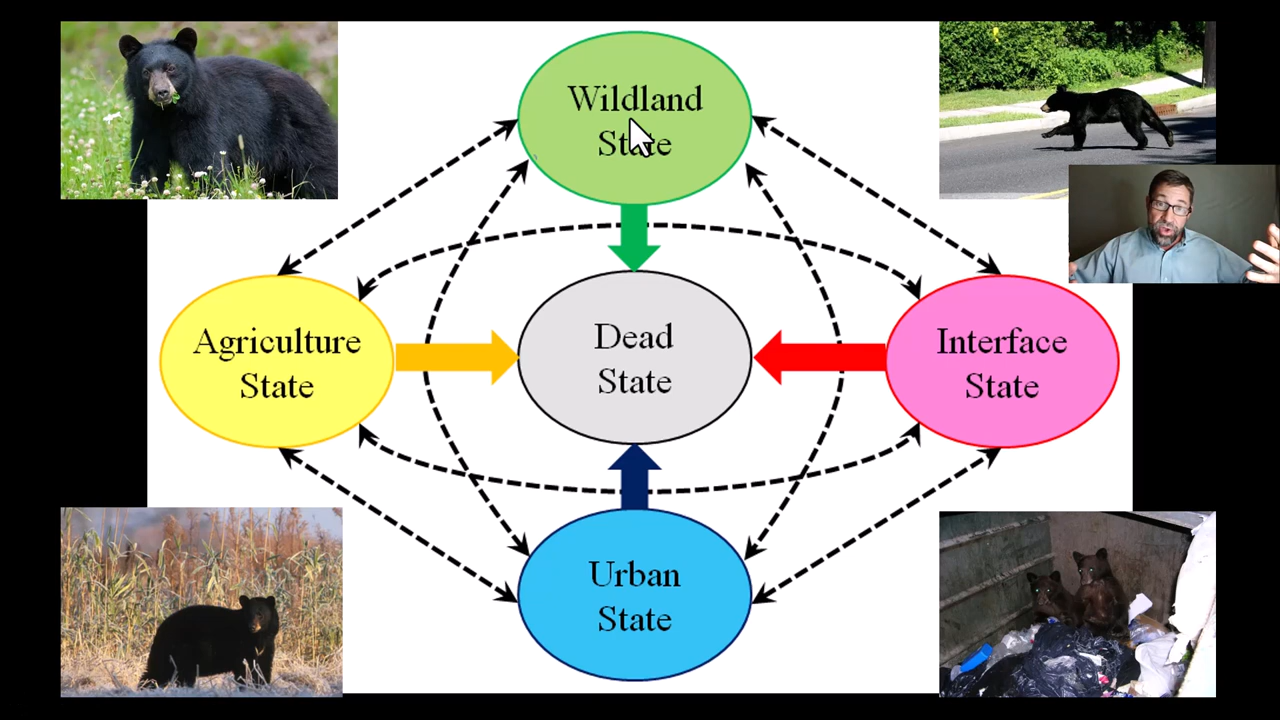 Wildland
State
Agriculture
State
Dead
State
Interface
State
Urban
State